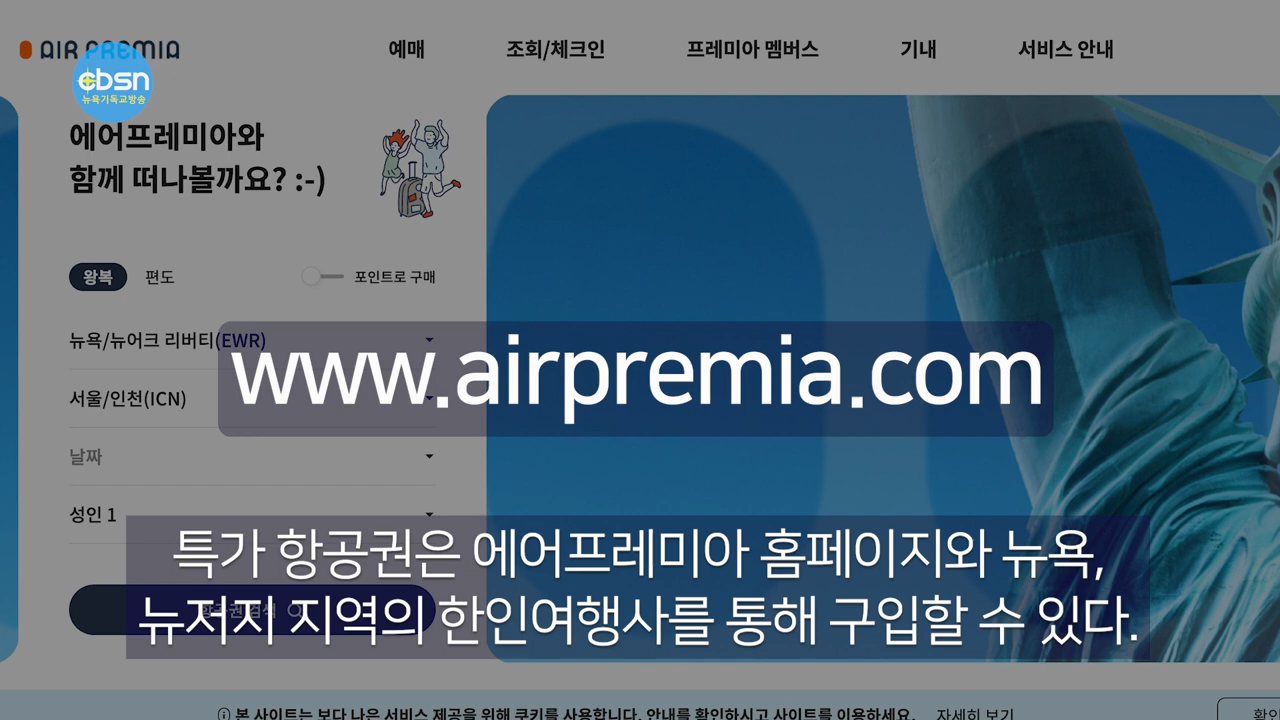 AIR PREMIA
예매
조회/체크인
프레미아 멤버스
기내
서비스 안내
cbsn
뉴욕기독교방송
에어프레미아와
함께 떠나볼까요? :-)
왕복
편도
포인트로 구매
뉴욕/뉴어크 리버티(EWR)
www.airpremia.com
서울/인천(ICN)
날짜
성인 1
특가 항공권은 에어프레미아 홈페이지와 뉴욕,
뉴저지 지역의 한인여행사를 통해 구입할 수 있다.
본 사이트는 보다 나은 서비스 제공을 위해 쿠키를 사용합니다. 안내를 확인하시고 사이트를 이용하세요.
자세히 보기